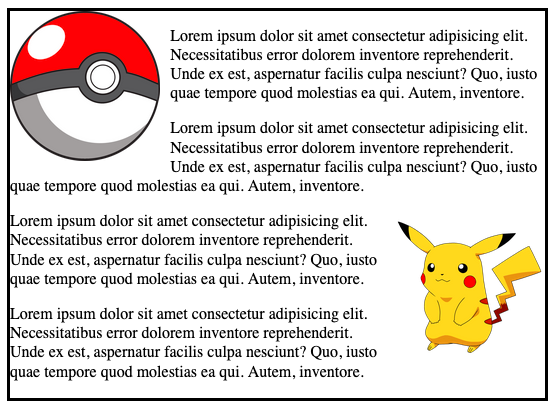 Lorem ipsum dolor sit amet consectetur adipisicing elit.
Necessitatibus error dolorem inventore reprehenderit.
Unde ex est, aspernatur facilis culpa nesciunt? Quo, iusto
quae tempore quod molestias ea qui. Autem, inventore.
Lorem ipsum dolor sit amet consectetur adipisicing elit.
Necessitatibus error dolorem inventore reprehenderit.
Unde ex est, aspernatur facilis culpa nesciunt? Quo, iusto
quae tempore quod molestias ea qui. Autem, inventore.
Lorem ipsum dolor sit amet consectetur adipisicing elit.
Necessitatibus error dolorem inventore reprehenderit.
Unde ex est, aspernatur facilis culpa nesciunt? Quo, iusto
quae tempore quod molestias ea qui. Autem, inventore.
Lorem ipsum dolor sit amet consectetur adipisicing elit.
Necessitatibus error dolorem inventore reprehenderit.
Unde ex est, aspernatur facilis culpa nesciunt? Quo, iusto
quae tempore quod molestias ea qui. Autem, inventore.